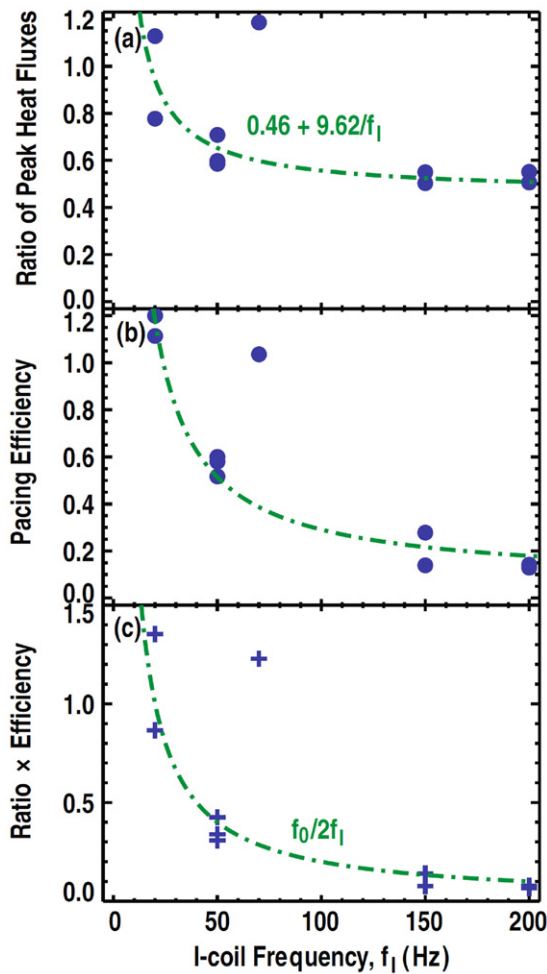 1.2
(a)
1.0
0.8
0.46 + 9.62/f_I
0.6
0.4
0.2
0.0
Ratio of Peak Heat Fluxes
1.2
(b)
1.0
0.8
0.6
0.4
0.2
0.0
Pacing Efficiency
1.5
(c)
1.0
0.5
f_0/2f_I
0.0
Ratio × Efficiency
0 50 100 150 200
I-coil Frequency, f_I (Hz)